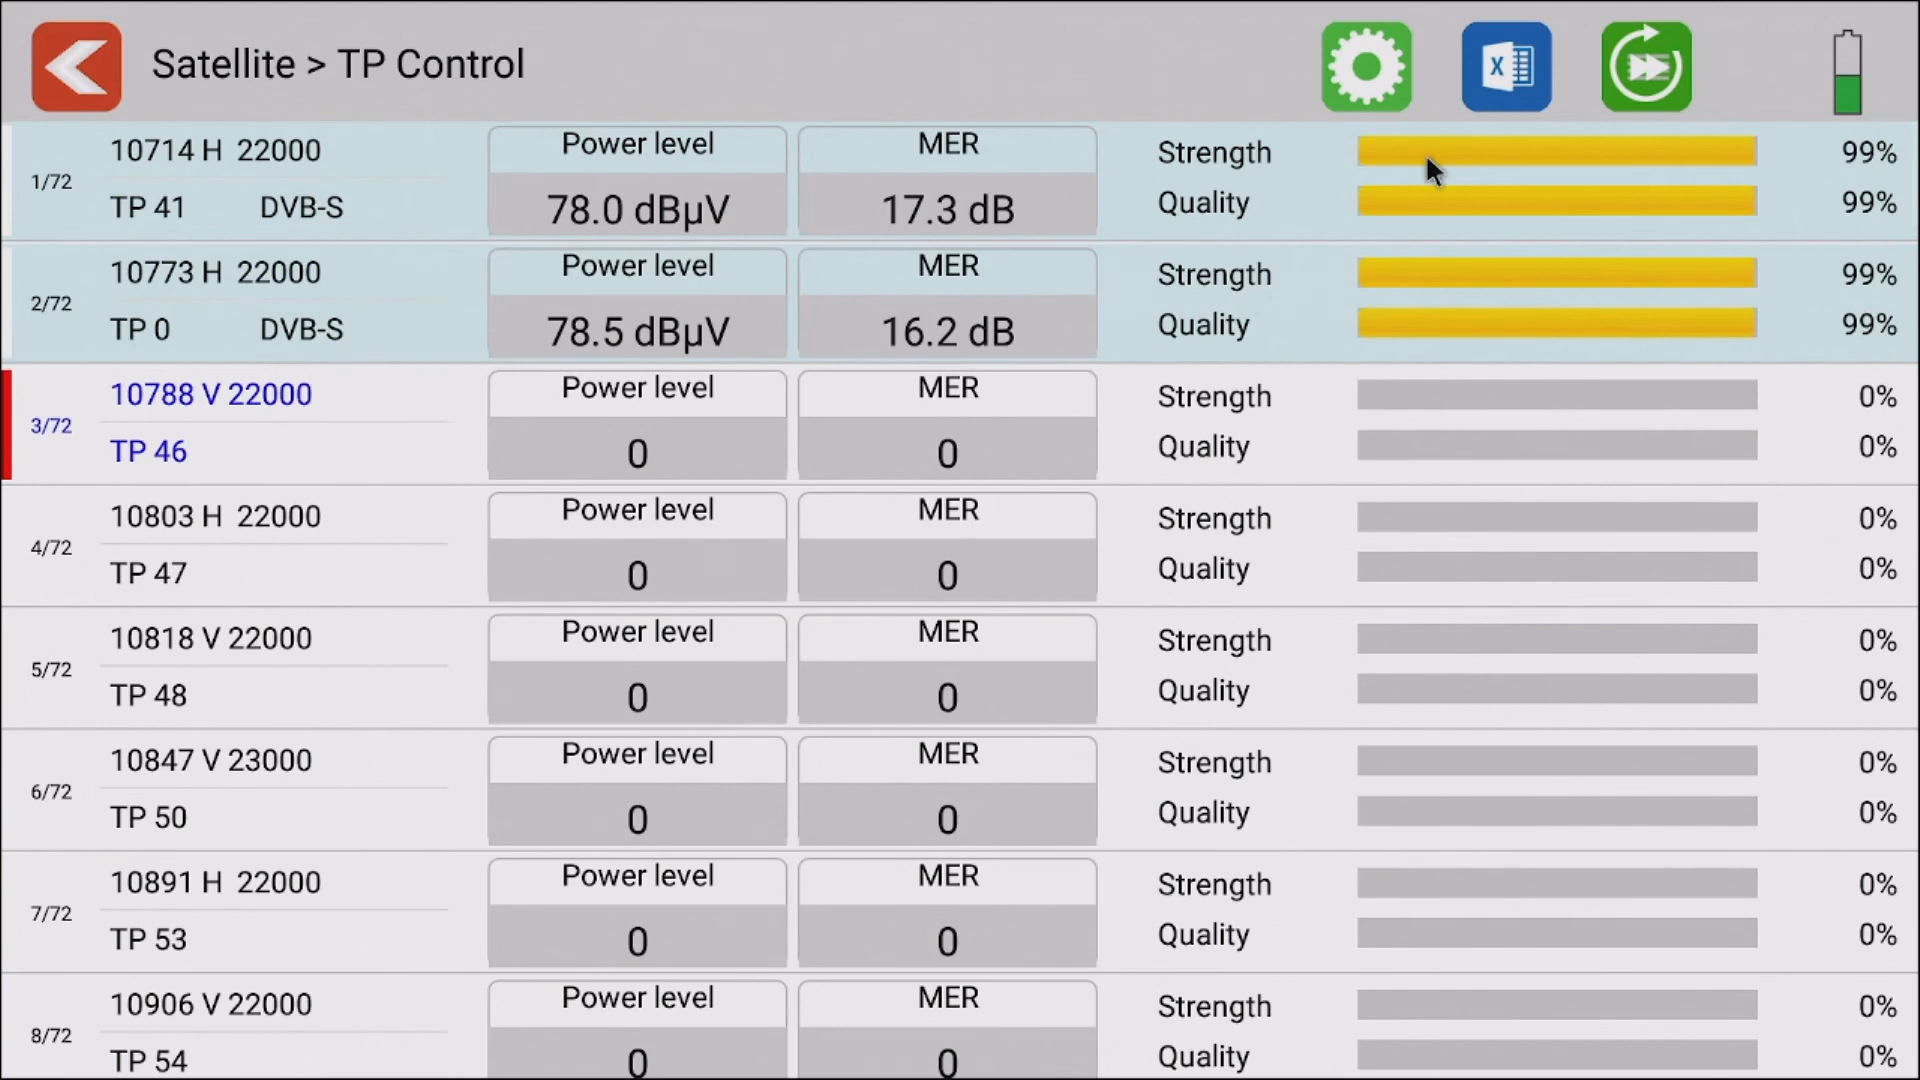 Satellite > TP Control
X
1/72
10714 H 22000
TP 41 DVB-S
Power level
78.0 dBµV
MER
17.3 dB
Strength 99%
Quality 99%
2/72
10773 H 22000
TP 0 DVB-S
Power level
78.5 dBµV
MER
16.2 dB
Strength 99%
Quality 99%
3/72
10788 V 22000
TP 46
Power level
0
MER
0
Strength 0%
Quality 0%
4/72
10803 H 22000
TP 47
Power level
0
MER
0
Strength 0%
Quality 0%
5/72
10818 V 22000
TP 48
Power level
0
MER
0
Strength 0%
Quality 0%
6/72
10847 V 23000
TP 50
Power level
0
MER
0
Strength 0%
Quality 0%
7/72
10891 H 22000
TP 53
Power level
0
MER
0
Strength 0%
Quality 0%
8/72
10906 V 22000
TP 54
Power level
0
MER
0
Strength 0%
Quality 0%